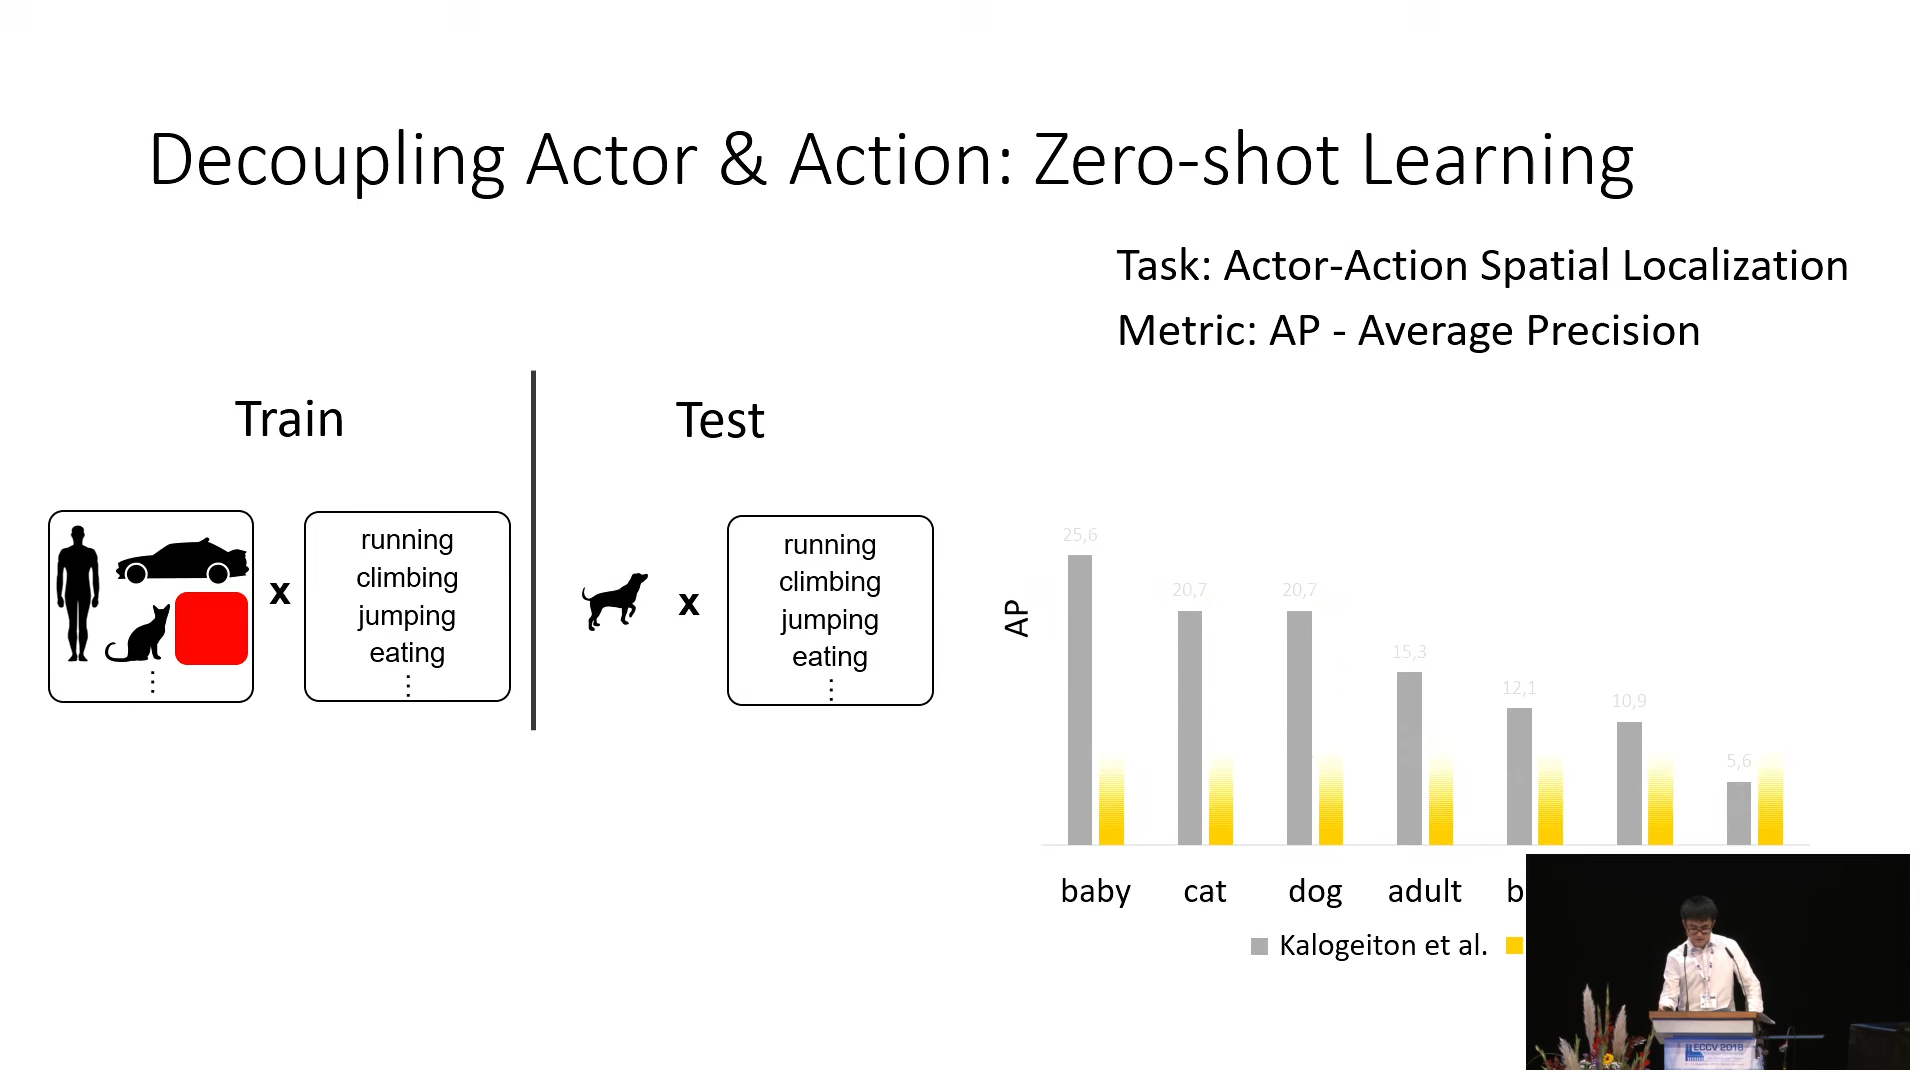 Decoupling Actor & Action: Zero-shot Learning
Task: Actor-Action Spatial Localization
Metric: AP - Average Precision
Train
Test
running
climbing
jumping
eating
x
running
climbing
jumping
eating
x
AP
25,6
20,7
20,7
15,3
12,1
10,9
5,6
baby cat dog adult b
Kalogeiton et al.
ECCV 2018